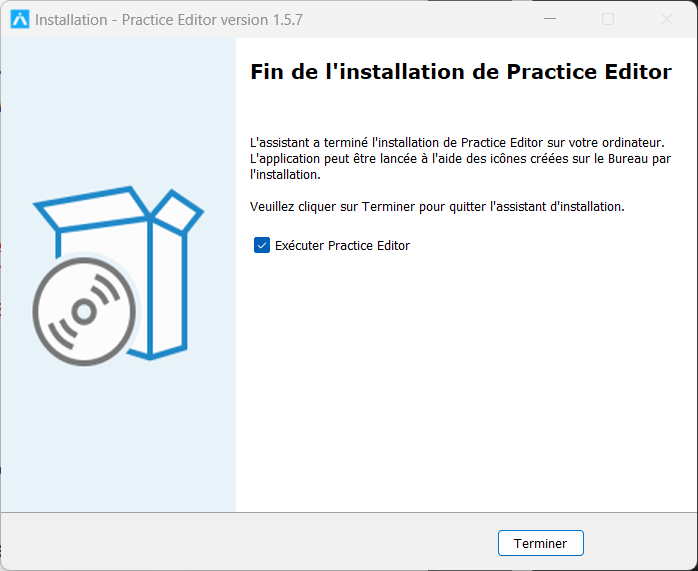 Installation - Practice Editor version 1.5.7
Fin de l'installation de Practice Editor
L'assistant a terminé l'installation de Practice Editor sur votre ordinateur.
L'application peut être lancée à l'aide des icônes créées sur le Bureau par
l'installation.
Veuillez cliquer sur Terminer pour quitter l'assistant d'installation.
Exécuter Practice Editor
Terminer